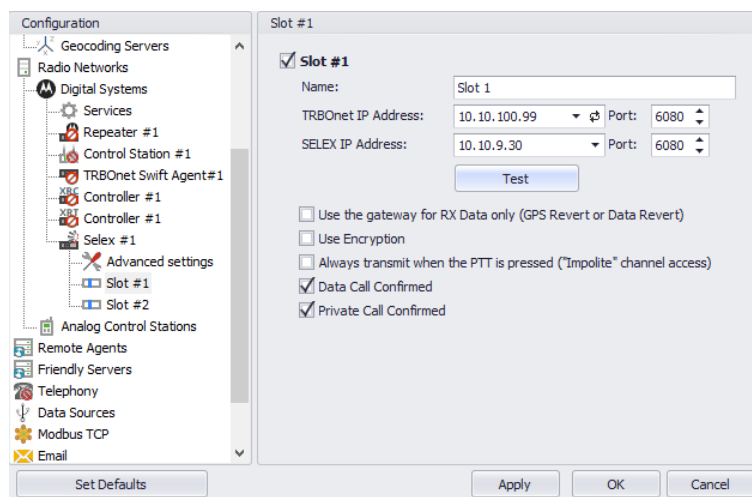 Configuration
Geocoding Servers
Radio Networks
Digital Systems
Services
Repeater #1
Control Station #1
TRBOnet Swift Agent#1
XRC Controller #1
XRT Controller #1
Selex #1
Advanced settings
Slot #1
Slot #2
Analog Control Stations
Remote Agents
Friendly Servers
Telephony
Data Sources
Modbus TCP
Email
Set Defaults
Slot #1
Slot #1
Name: Slot 1
TRBOnet IP Address: 10.10.100.99 Port: 6080
SELEX IP Address: 10.10.9.30 Port: 6080
Test
Use the gateway for RX Data only (GPS Revert or Data Revert)
Use Encryption
Always transmit when the PTT is pressed ("Impolite" channel access)
Data Call Confirmed
Private Call Confirmed
Apply OK Cancel